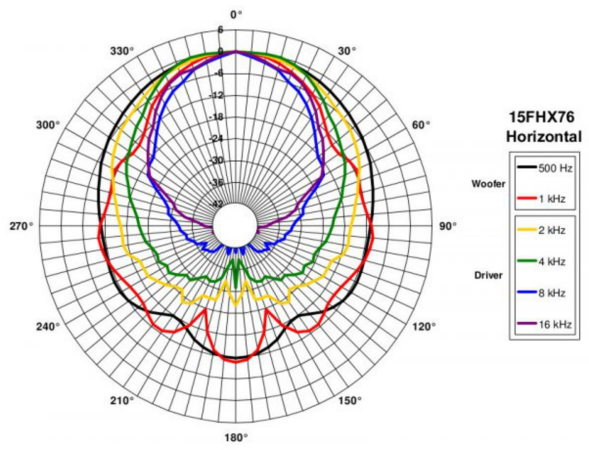 0°
330°
30°
6
0
-6
-12
-18
-24
-30
-36
-42
300°
60°
270°
90°
240°
120°
210°
150°
180°
15FHX76
Horizontal
Woofer
500 Hz
1 kHz
Driver
2 kHz
4 kHz
8 kHz
16 kHz